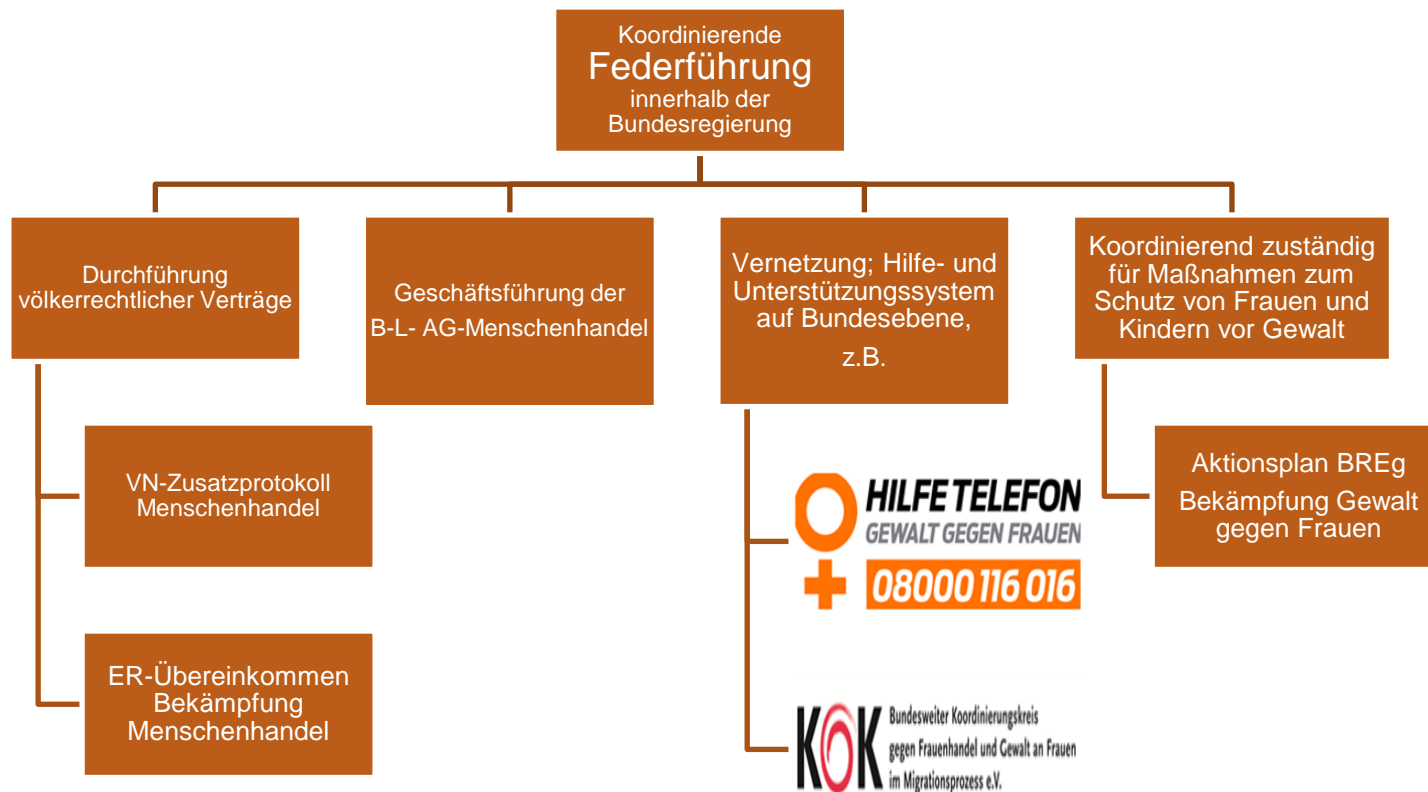 Koordinierende
Federführung
innerhalb der
Bundesregierung
Durchführung
völkerrechtlicher Verträge
Geschäftsführung der
B-L- AG-Menschenhandel
Vernetzung; Hilfe- und
Unterstützungssystem
auf Bundesebene,
z.B.
Koordinierend zuständig
für Maßnahmen zum
Schutz von Frauen und
Kindern vor Gewalt
VN-Zusatzprotokoll
Menschenhandel
ER-Übereinkommen
Bekämpfung
Menschenhandel
HILFETELEFON
GEWALT GEGEN FRAUEN
08000 116 016
KOK
Bundesweiter Koordinierungskreis
gegen Frauenhandel und Gewalt an Frauen
im Migrationsprozess e.V.
Aktionsplan BREg
Bekämpfung Gewalt
gegen Frauen